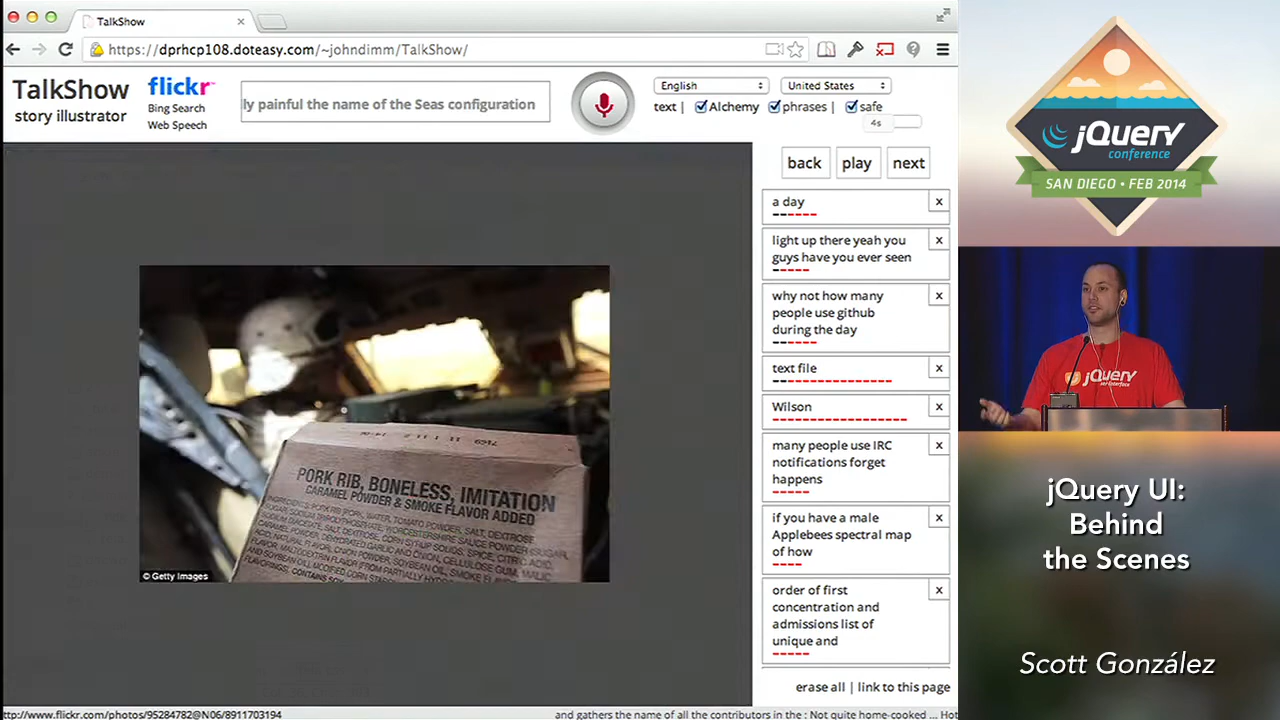 TalkShow
https://dprhcp108.doteasy.com/~johndimm/TalkShow/
TalkShow
story illustrator
flickr
Bing Search
Web Speech
ly painful the name of the Seas configuration
English
United States
text | Alchemy phrases | safe
4s
back play next
a day
x
light up there yeah you
guys have you ever seen
x
why not how many
people use github
during the day
x
text file
x
Wilson
x
many people use IRC
notifications forget
happens
x
if you have a male
Applebees spectral map
of how
x
order of first
concentration and
admissions list of
unique and
x
erase all | link to this page
PORK RIB, BONELESS, IMITATION
CARAMEL POWDER & SMOKE FLAVOR ADDED
© Getty Images
http://www.flickr.com/photos/95284782@N06/8911703194
and gathers the name of all the contributors in the : Not quite home-cooked ... Hot
jQuery
conference
SAN DIEGO • FEB 2014
jQuery
user interface
jQuery UI:
Behind
the Scenes
Scott González